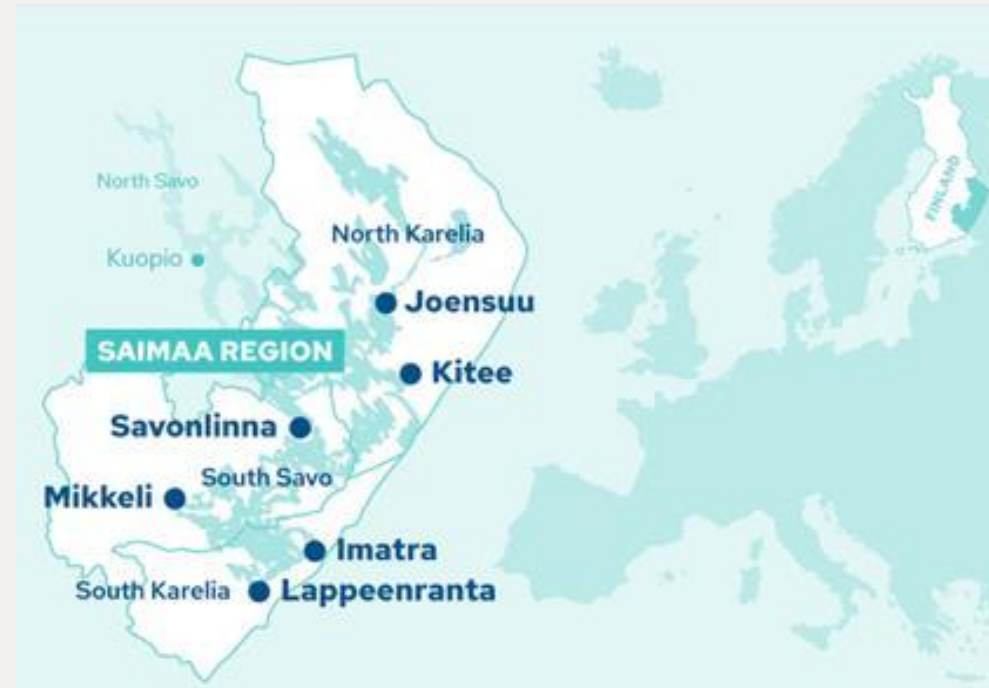 North Savo
Kuopio
North Karelia
Joensuu
SAIMAA REGION
Kitee
Savonlinna
South Savo
Mikkeli
Imatra
South Karelia
Lappeenranta
FINLAND